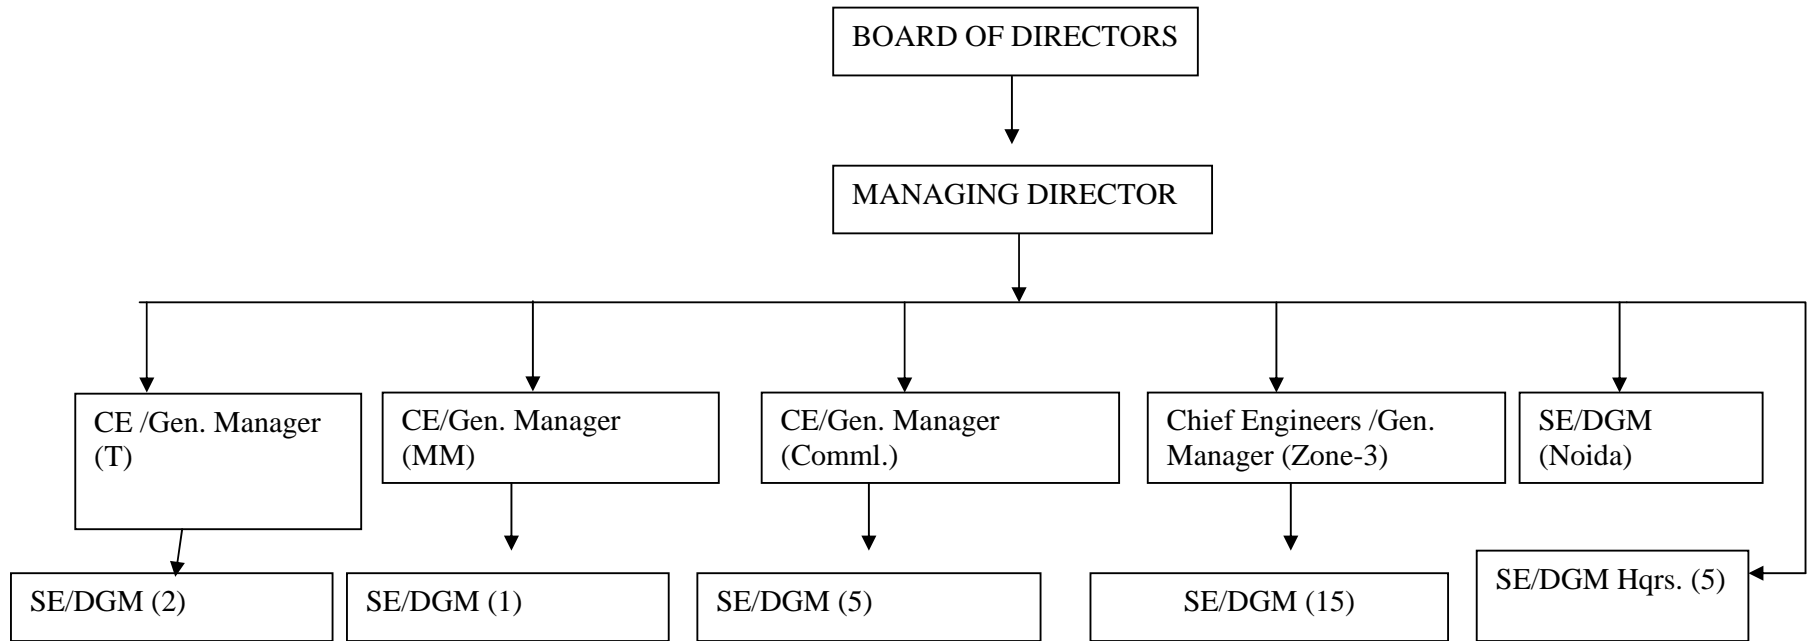 BOARD OF DIRECTORS
MANAGING DIRECTOR
CE /Gen. Manager
(T)
CE/Gen. Manager
(MM)
CE/Gen. Manager
(Comml.)
Chief Engineers /Gen.
Manager (Zone-3)
SE/DGM
(Noida)
SE/DGM (2)
SE/DGM (1)
SE/DGM (5)
SE/DGM (15)
SE/DGM Hqrs. (5)